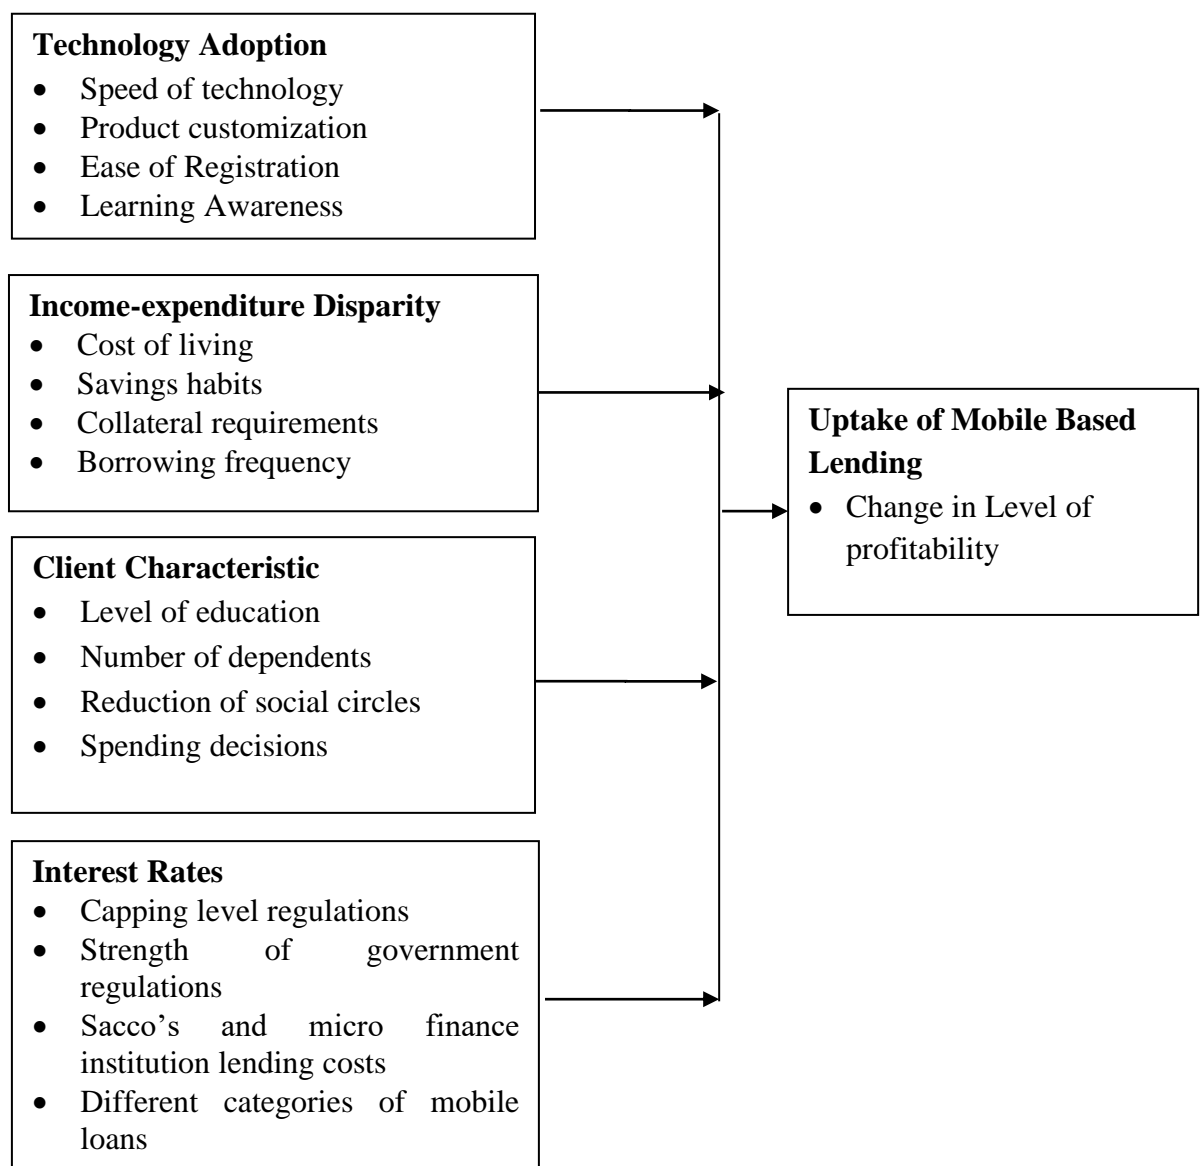 Technology Adoption
• Speed of technology
• Product customization
• Ease of Registration
• Learning Awareness
Income-expenditure Disparity
• Cost of living
• Savings habits
• Collateral requirements
• Borrowing frequency
Client Characteristic
• Level of education
• Number of dependents
• Reduction of social circles
• Spending decisions
Interest Rates
• Capping level regulations
• Strength of government
regulations
• Sacco’s and micro finance
institution lending costs
• Different categories of mobile
loans
Uptake of Mobile Based
Lending
• Change in Level of
profitability